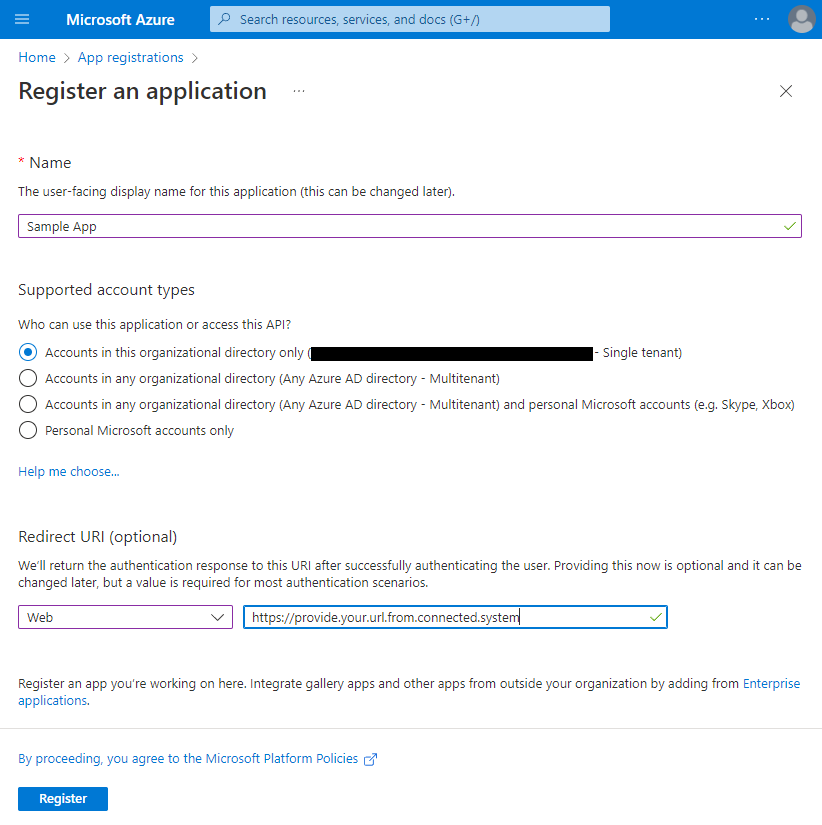 Microsoft Azure
Search resources, services, and docs (G+/)
...
Home > App registrations >
Register an application ...
* Name
The user-facing display name for this application (this can be changed later).
Sample App
Supported account types
Who can use this application or access this API?
Accounts in this organizational directory only ( - Single tenant)
Accounts in any organizational directory (Any Azure AD directory - Multitenant)
Accounts in any organizational directory (Any Azure AD directory - Multitenant) and personal Microsoft accounts (e.g. Skype, Xbox)
Personal Microsoft accounts only
Help me choose...
Redirect URI (optional)
We'll return the authentication response to this URI after successfully authenticating the user. Providing this now is optional and it can be
changed later, but a value is required for most authentication scenarios.
Web
https://provide.your.url.from.connected.system
Register an app you're working on here. Integrate gallery apps and other apps from outside your organization by adding from Enterprise
applications.
By proceeding, you agree to the Microsoft Platform Policies
Register